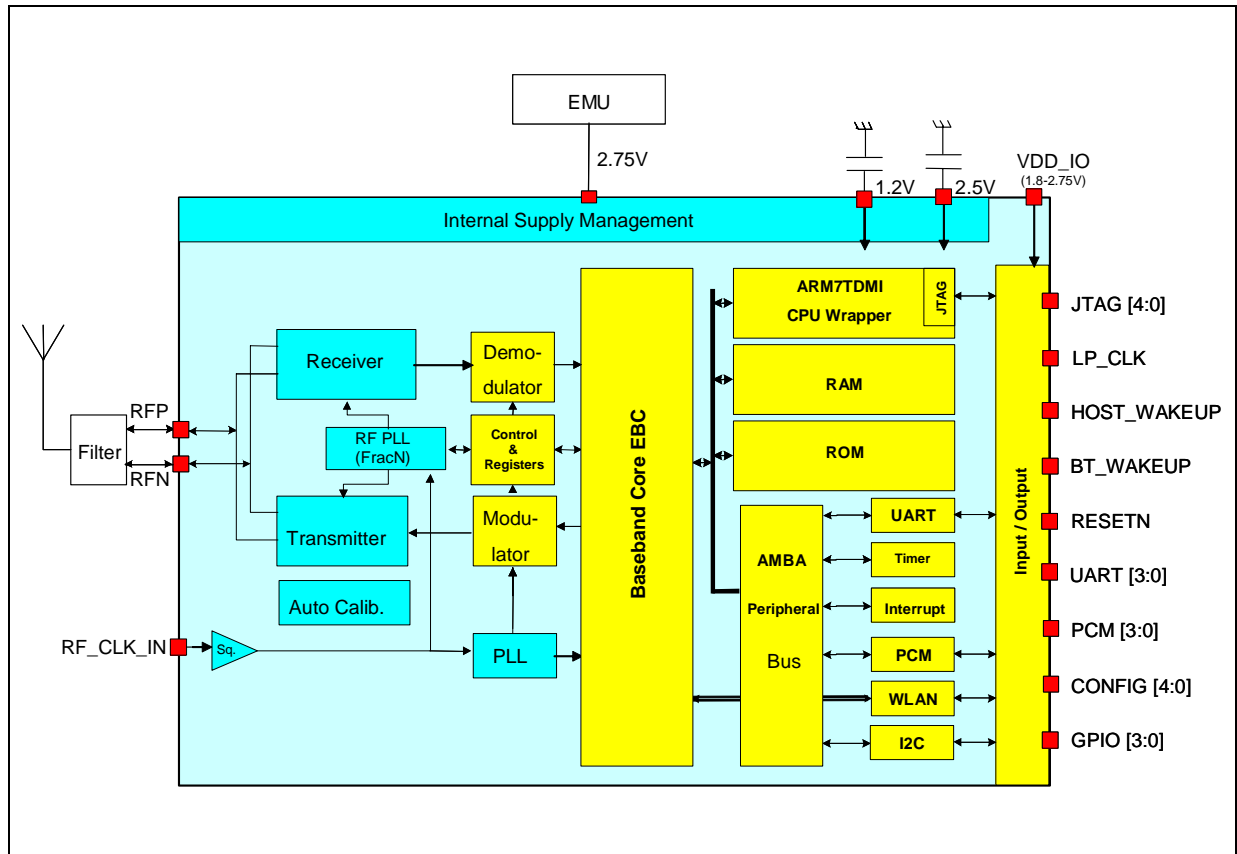 EMU
2.75V
1.2V
2.5V
VDD_IO
(1.8-2.75V)
Internal Supply Management
ARM7TDMI
CPU Wrapper
JTAG
JTAG [4:0]
Receiver
Demo-
dulator
RAM
LP_CLK
HOST_WAKEUP
RFP
Filter
RFN
RF PLL
(FracN)
Control
&
Registers
Baseband Core EBC
ROM
BT_WAKEUP
Transmitter
Modu-
lator
UART
RESETN
AMBA
Peripheral
Bus
Timer
Input / Output
UART [3:0]
Auto Calib.
Interrupt
PCM [3:0]
RF_CLK_IN
Sq.
PLL
PCM
WLAN
CONFIG [4:0]
I2C
GPIO [3:0]